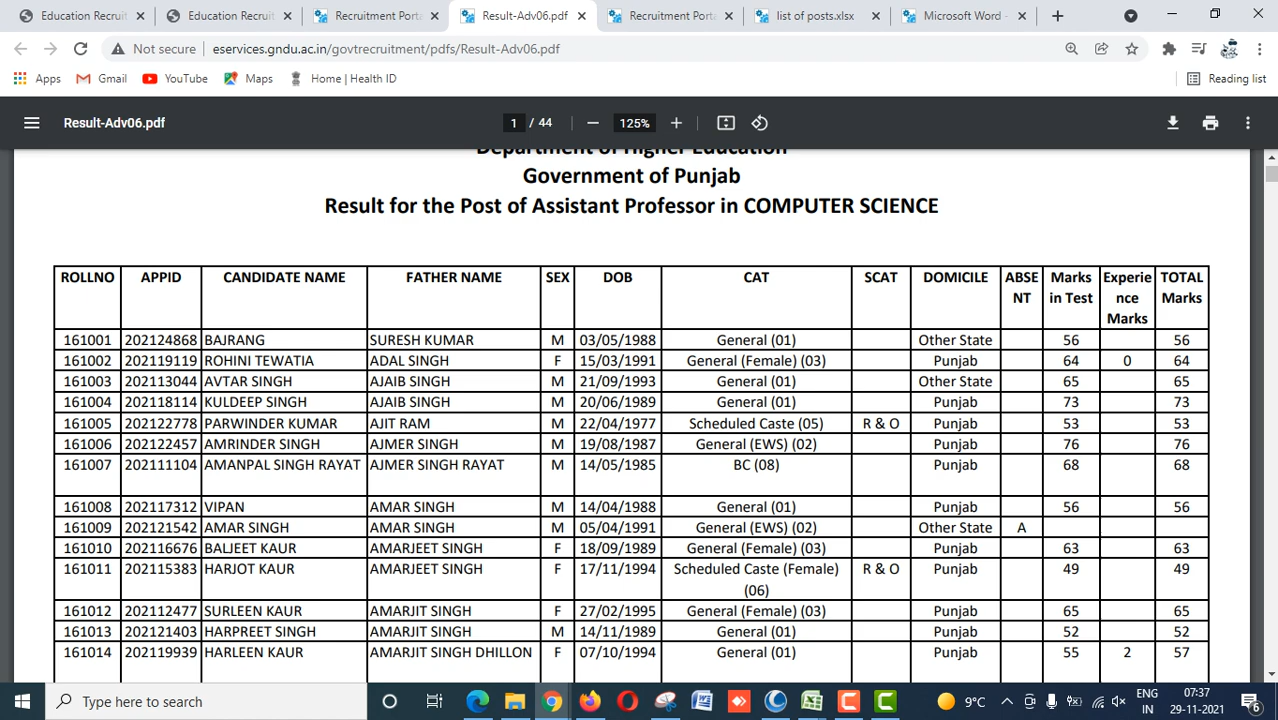 Education Recruit
Education Recruit
Recruitment Porta
Result-Adv06.pdf
Recruitment Porta
list of posts.xlsx
Microsoft Word -
Not secure
eservices.gndu.ac.in/govtrecruitment/pdfs/Result-Adv06.pdf
Apps Gmail YouTube Maps Home | Health ID Reading list
Result-Adv06.pdf 1 / 44 125%
Department of Higher Education
Government of Punjab
Result for the Post of Assistant Professor in COMPUTER SCIENCE
ROLLNO APPID CANDIDATE NAME FATHER NAME SEX DOB CAT SCAT DOMICILE ABSE Marks Experie TOTAL
NT in Test nce Marks
Marks
161001 202124868 BAJRANG SURESH KUMAR M 03/05/1988 General (01) Other State 56 56
161002 202119119 ROHINI TEWATIA ADAL SINGH F 15/03/1991 General (Female) (03) Punjab 64 0 64
161003 202113044 AVTAR SINGH AJAIB SINGH M 21/09/1993 General (01) Other State 65 65
161004 202118114 KULDEEP SINGH AJAIB SINGH M 20/06/1989 General (01) Punjab 73 73
161005 202122778 PARWINDER KUMAR AJIT RAM M 22/04/1977 Scheduled Caste (05) R & O Punjab 53 53
161006 202122457 AMRINDER SINGH AJMER SINGH M 19/08/1987 General (EWS) (02) Punjab 76 76
161007 202111104 AMANPAL SINGH RAYAT AJMER SINGH RAYAT M 14/05/1985 BC (08) Punjab 68 68
161008 202117312 VIPAN AMAR SINGH M 14/04/1988 General (01) Punjab 56 56
161009 202121542 AMAR SINGH AMAR SINGH M 05/04/1991 General (EWS) (02) Other State A
161010 202116676 BALJEET KAUR AMARJEET SINGH F 18/09/1989 General (Female) (03) Punjab 63 63
161011 202115383 HARJOT KAUR AMARJEET SINGH F 17/11/1994 Scheduled Caste (Female) R & O Punjab 49 49
(06)
161012 202112477 SURLEEN KAUR AMARJIT SINGH F 27/02/1995 General (Female) (03) Punjab 65 65
161013 202121403 HARPREET SINGH AMARJIT SINGH M 14/11/1989 General (01) Punjab 52 52
161014 202119939 HARLEEN KAUR AMARJIT SINGH DHILLON F 07/10/1994 General (01) Punjab 55 2 57
Type here to search
9°C
ENG
IN
07:37
29-11-2021
6